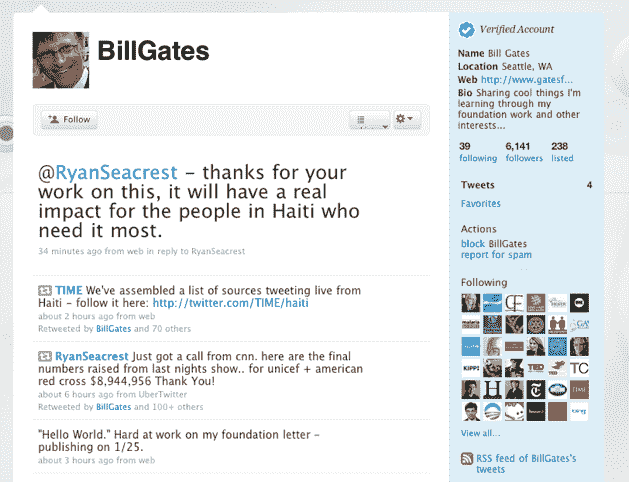 BillGates
Follow
@RyanSeacrest - thanks for your
work on this, it will have a real
impact for the people in Haiti who
need it most.
34 minutes ago from web in reply to RyanSeacrest
TIME We've assembled a list of sources tweeting live from
Haiti - follow it here: http://twitter.com/TIME/haiti
about 2 hours ago from web
Retweeted by BillGates and 70 others
RyanSeacrest Just got a call from cnn. here are the final
numbers raised from last nights show.. for unicef + american
red cross $8,944,956 Thank You!
about 6 hours ago from UberTwitter
Retweeted by BillGates and 100+ others
"Hello World." Hard at work on my foundation letter -
publishing on 1/25.
about 3 hours ago from web
Verified Account
Name Bill Gates
Location Seattle, WA
Web http://www.gatesf...
Bio Sharing cool things I'm
learning through my
foundation work and other
interests...
39 6,141 238
following followers listed
Tweets 4
Favorites
Actions
block BillGates
report for spam
Following
KIPP:
TED
TC
H
View all...
RSS feed of BillGates's
tweets